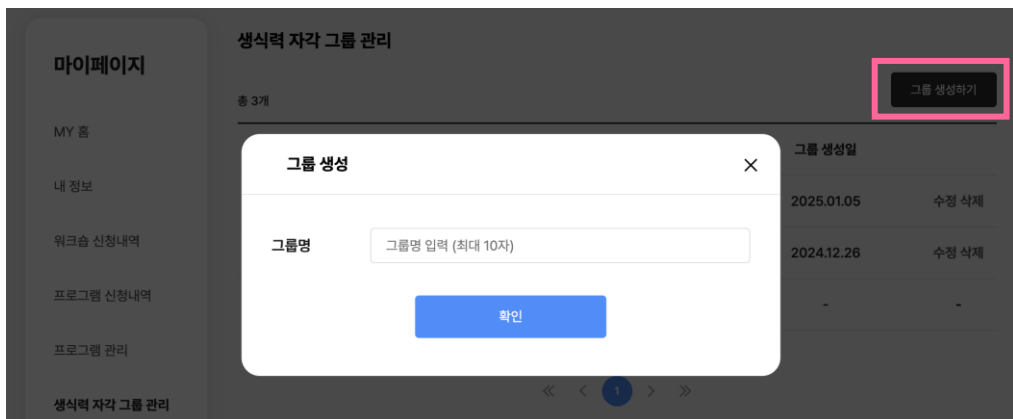 생식력 자각 그룹 관리
마이페이지
그룹 생성하기
총 3개
MY 홈
그룹 생성
그룹 생성일
내 정보
2025.01.05
수정 삭제
그룹명
그룹명 입력 (최대 10자)
워크숍 신청내역
2024.12.26
수정 삭제
프로그램 신청내역
-
-
확인
프로그램 관리
생식력 자각 그룹 관리
1